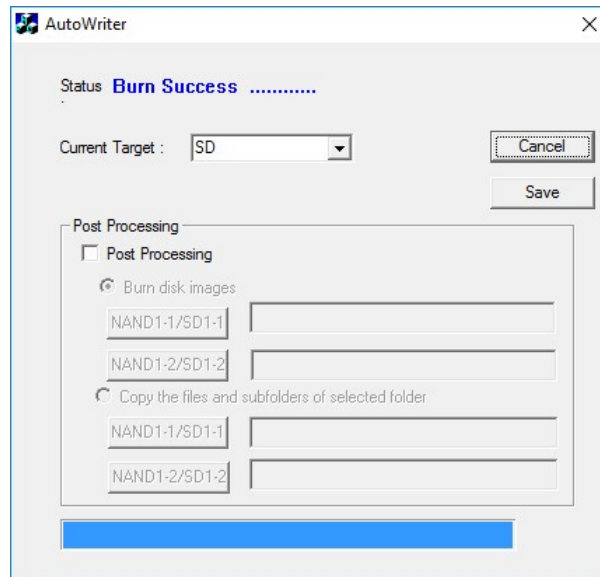 AutoWriter
Status Burn Success ............
:
Current Target : SD
Cancel
Save
Post Processing
Post Processing
Burn disk images
NAND1-1/SD1-1
NAND1-2/SD1-2
Copy the files and subfolders of selected folder
NAND1-1/SD1-1
NAND1-2/SD1-2